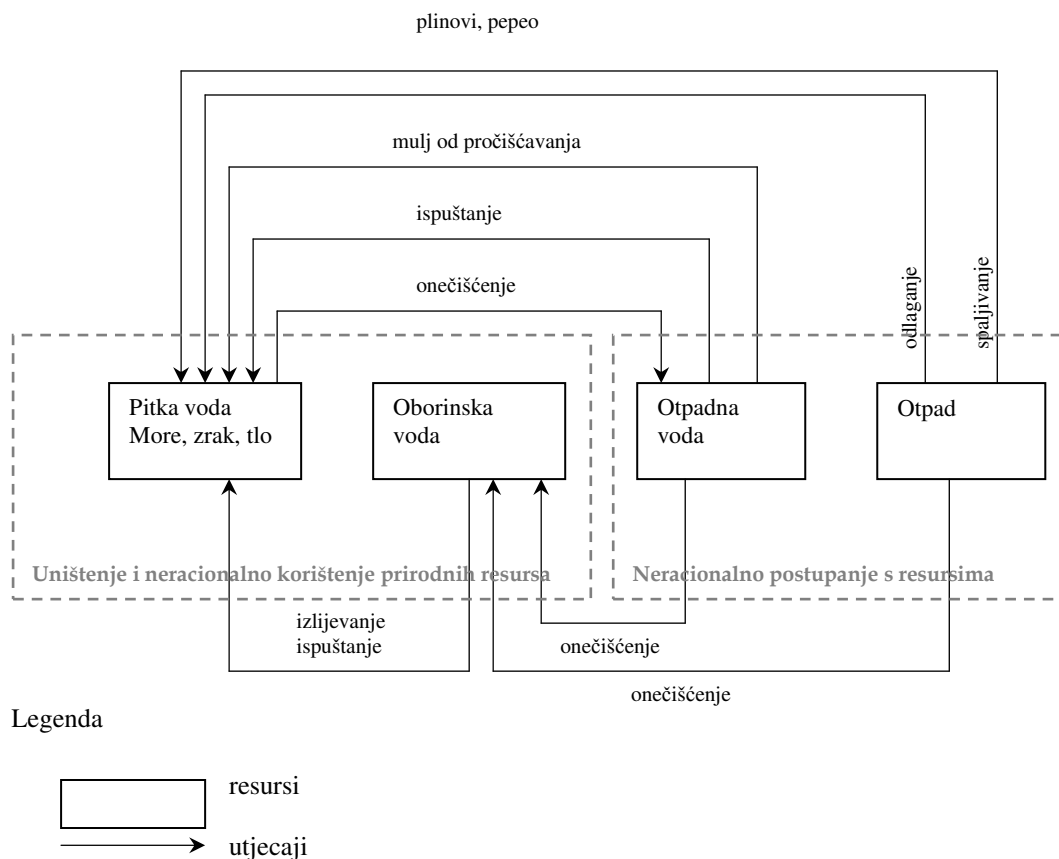 plinovi, pepeo
mulj od pročišćavanja
ispuštanje
onečišćenje
odlaganje
spaljivanje
Pitka voda
More, zrak, tlo
Oborinska
voda
Otpadna
voda
Otpad
Uništenje i neracionalno korištenje prirodnih resursa
Neracionalno postupanje s resursima
izlijevanje
ispuštanje
onečišćenje
onečišćenje
Legenda
resursi
utjecaji